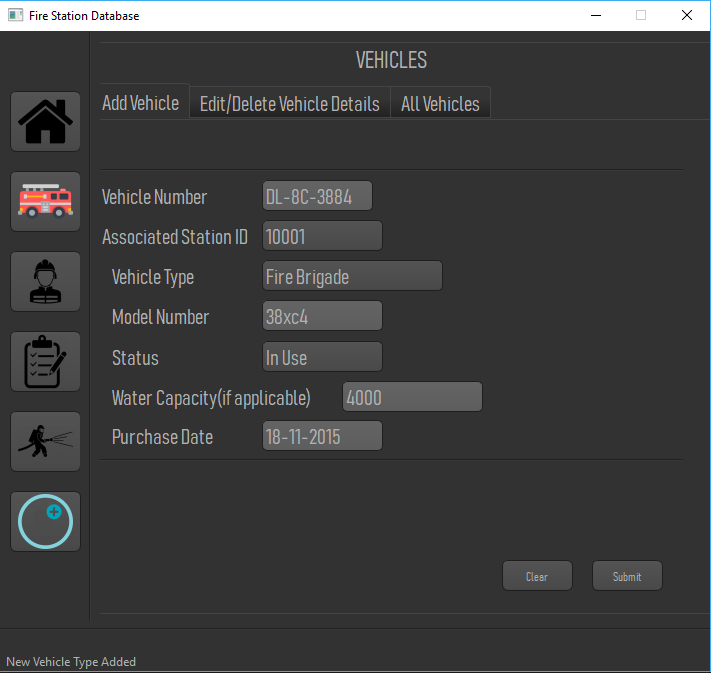 Fire Station Database
VEHICLES
Add Vehicle Edit/Delete Vehicle Details All Vehicles
Vehicle Number DL-8C-3884
Associated Station ID 10001
Vehicle Type Fire Brigade
Model Number 38xc4
Status In Use
Water Capacity(if applicable) 4000
Purchase Date 18-11-2015
Clear Submit
New Vehicle Type Added